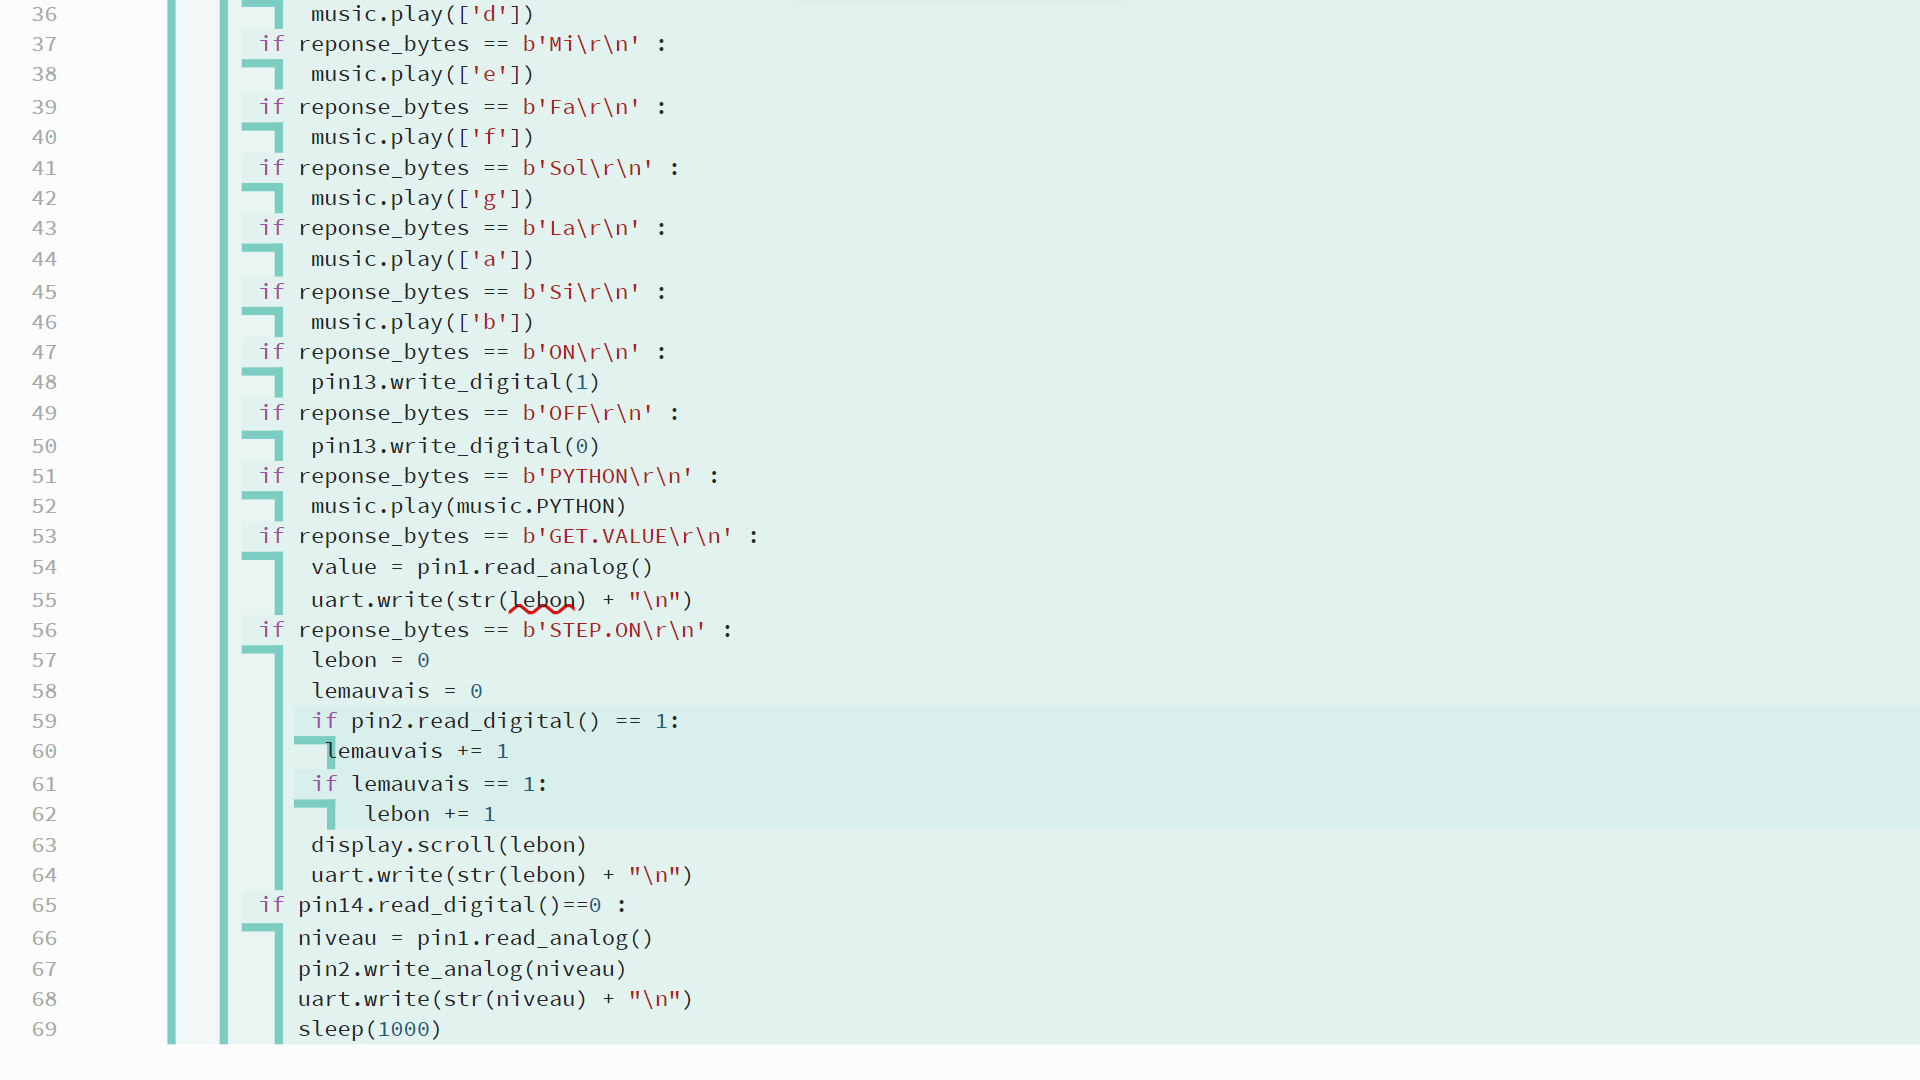 36 music.play(['d'])
37 if reponse_bytes == b'Mi\r\n' :
38 music.play(['e'])
39 if reponse_bytes == b'Fa\r\n' :
40 music.play(['f'])
41 if reponse_bytes == b'Sol\r\n' :
42 music.play(['g'])
43 if reponse_bytes == b'La\r\n' :
44 music.play(['a'])
45 if reponse_bytes == b'Si\r\n' :
46 music.play(['b'])
47 if reponse_bytes == b'ON\r\n' :
48 pin13.write_digital(1)
49 if reponse_bytes == b'OFF\r\n' :
50 pin13.write_digital(0)
51 if reponse_bytes == b'PYTHON\r\n' :
52 music.play(music.PYTHON)
53 if reponse_bytes == b'GET.VALUE\r\n' :
54 value = pin1.read_analog()
55 uart.write(str(lebon) + "\n")
56 if reponse_bytes == b'STEP.ON\r\n' :
57 lebon = 0
58 lemauvais = 0
59 if pin2.read_digital() == 1:
60 lemauvais += 1
61 if lemauvais == 1:
62 lebon += 1
63 display.scroll(lebon)
64 uart.write(str(lebon) + "\n")
65 if pin14.read_digital()==0 :
66 niveau = pin1.read_analog()
67 pin2.write_analog(niveau)
68 uart.write(str(niveau) + "\n")
69 sleep(1000)